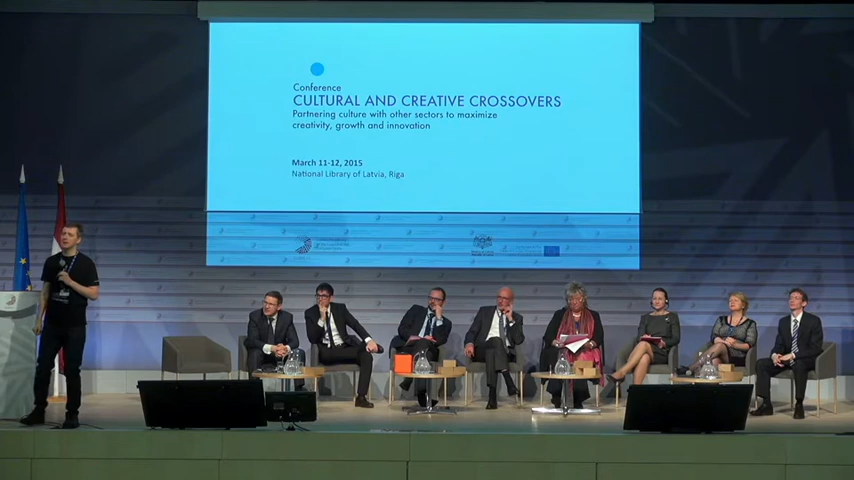 Conference
CULTURAL AND CREATIVE CROSSOVERS
Partnering culture with other sectors to maximize
creativity, growth and innovation
March 11-12, 2015
National Library of Latvia, Riga